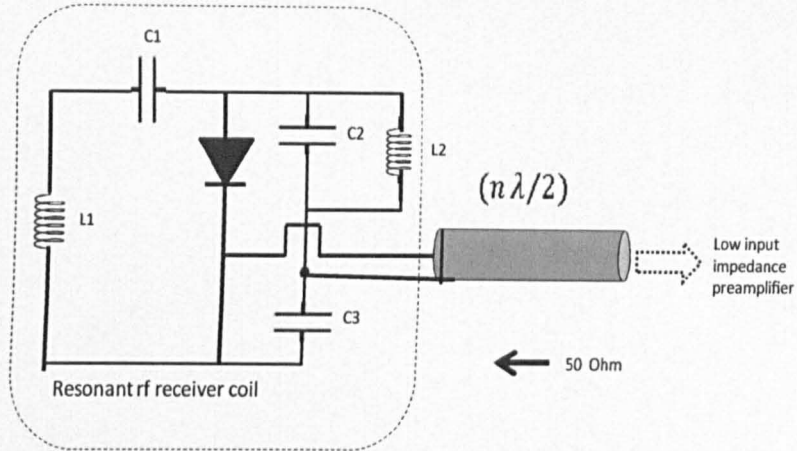 C1
C2
L2
(nλ/2)
L1
Low input
impedance
preamplifier
C3
50 Ohm
Resonant rf receiver coil